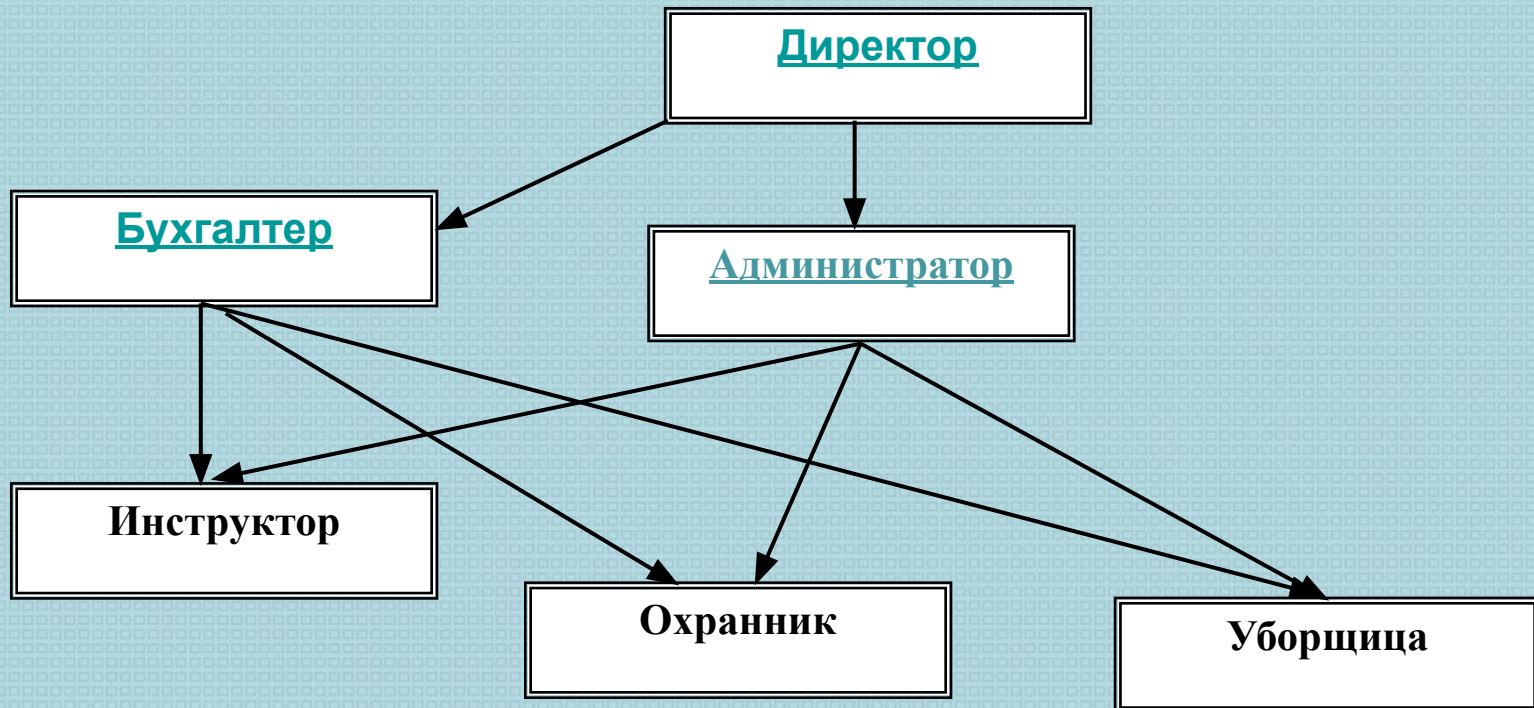 Директор
Бухгалтер
Администратор
Инструктор
Охранник
Уборщица